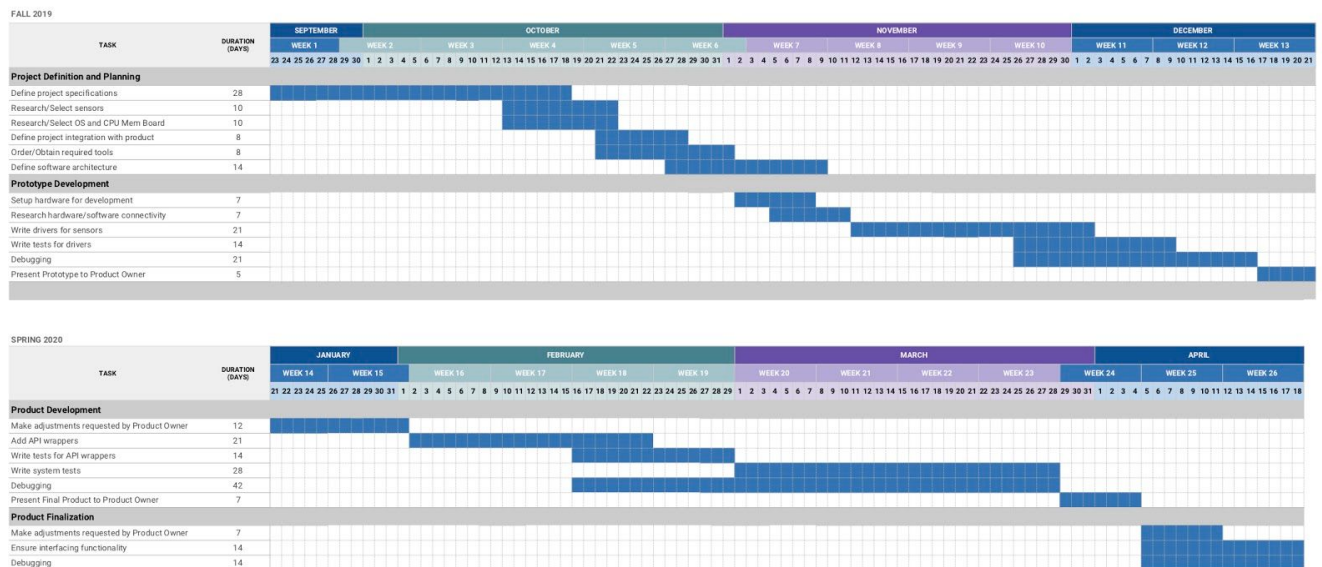 FALL 2019
TASK DURATION (DAYS) SEPTEMBER OCTOBER NOVEMBER DECEMBER
WEEK 1 WEEK 2 WEEK 3 WEEK 4 WEEK 5 WEEK 6 WEEK 7 WEEK 8 WEEK 9 WEEK 10 WEEK 11 WEEK 12 WEEK 13
23 24 25 26 27 28 29 30 1 2 3 4 5 6 7 8 9 10 11 12 13 14 15 16 17 18 19 20 21 22 23 24 25 26 27 28 29 30 31 1 2 3 4 5 6 7 8 9 10 11 12 13 14 15 16 17 18 19 20 21 22 23 24 25 26 27 28 29 30 1 2 3 4 5 6 7 8 9 10 11 12 13 14 15 16 17 18 19 20 21
Project Definition and Planning
Define project specifications 28
Research/Select sensors 10
Research/Select OS and CPU Mem Board 10
Define project integration with product 8
Order/Obtain required tools 8
Define software architecture 14
Prototype Development
Setup hardware for development 7
Research hardware/software connectivity 7
Write drivers for sensors 21
Write tests for drivers 14
Debugging 21
Present Prototype to Product Owner 5
SPRING 2020
TASK DURATION (DAYS) JANUARY FEBRUARY MARCH APRIL
WEEK 14 WEEK 15 WEEK 16 WEEK 17 WEEK 18 WEEK 19 WEEK 20 WEEK 21 WEEK 22 WEEK 23 WEEK 24 WEEK 25 WEEK 26
21 22 23 24 25 26 27 28 29 30 31 1 2 3 4 5 6 7 8 9 10 11 12 13 14 15 16 17 18 19 20 21 22 23 24 25 26 27 28 29 1 2 3 4 5 6 7 8 9 10 11 12 13 14 15 16 17 18 19 20 21 22 23 24 25 26 27 28 29 30 31 1 2 3 4 5 6 7 8 9 10 11 12 13 14 15 16 17 18
Product Development
Make adjustments requested by Product Owner 12
Add API wrappers 21
Write tests for API wrappers 14
Write system tests 28
Debugging 42
Present Final Product to Product Owner 7
Product Finalization
Make adjustments requested by Product Owner 7
Ensure interfacing functionality 14
Debugging 14